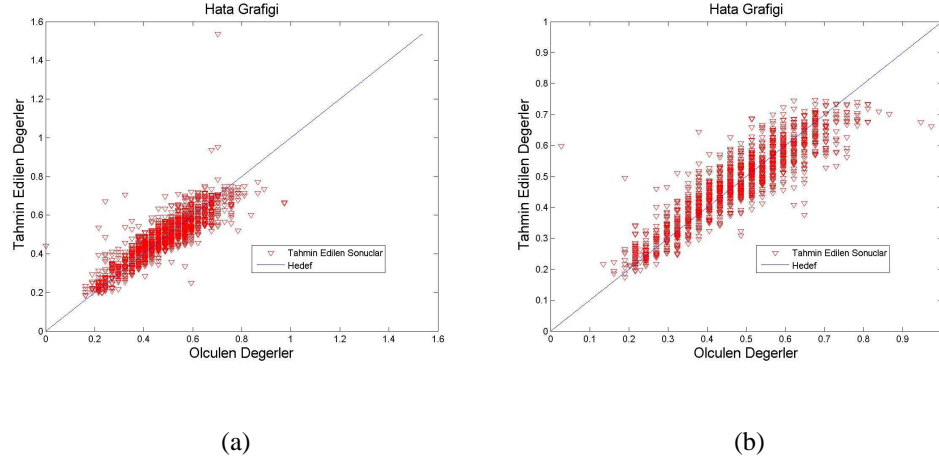 Hata Grafigi
1.6
1.4
1.2
1
0.8
0.6
0.4
0.2
0
Tahmin Edilen Degerler
Tahmin Edilen Sonuclar
Hedef
0 0.2 0.4 0.6 0.8 1 1.2 1.4 1.6
Olculen Degerler
(a)
Hata Grafigi
1
0.9
0.8
0.7
0.6
0.5
0.4
0.3
0.2
0.1
0
Tahmin Edilen Degerler
Tahmin Edilen Sonuclar
Hedef
0 0.1 0.2 0.3 0.4 0.5 0.6 0.7 0.8 0.9
Olculen Degerler
(b)